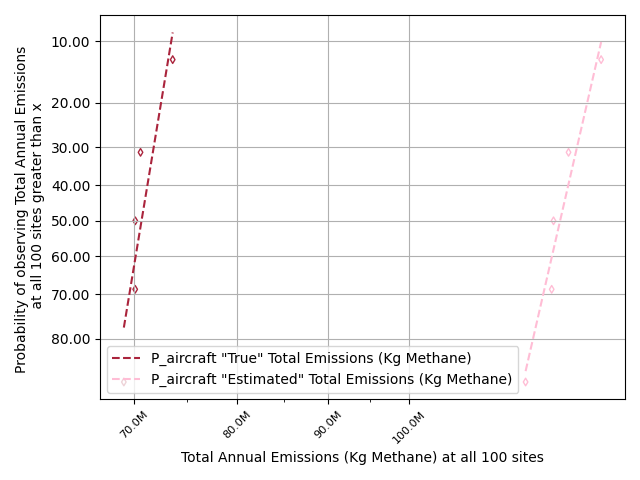 10.00
20.00
30.00
40.00
50.00
60.00
70.00
80.00
Probability of observing Total Annual Emissions
at all 100 sites greater than x
P_aircraft "True" Total Emissions (Kg Methane)
P_aircraft "Estimated" Total Emissions (Kg Methane)
70.0M
80.0M
90.0M
100.0M
Total Annual Emissions (Kg Methane) at all 100 sites